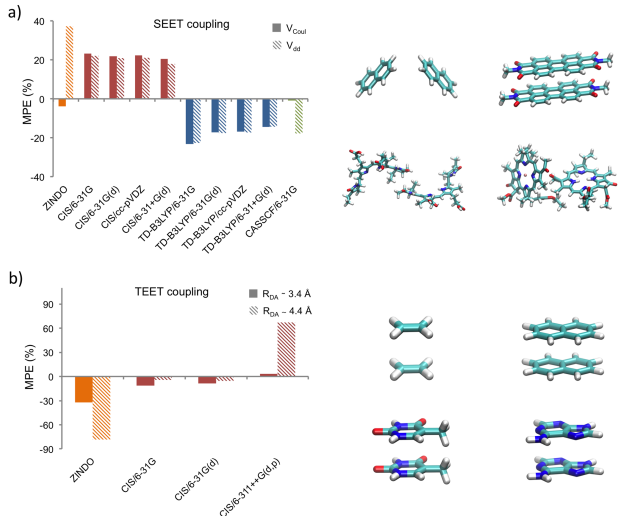 a)
SEET coupling
V_Coul
V_dd
MPE (%)
80
40
0
-20
-40
ZINDO
CIS/6-31G
CIS/6-31G(d)
CIS/cc-pVDZ
CIS/6-31+G(d)
TD-B3LYP/6-31G
TD-B3LYP/6-31G(d)
TD-B3LYP/cc-pVDZ
TD-B3LYP/6-31+G(d)
CASSCF/6-31G
b)
TEET coupling
R_DA – 3.4 Å
R_DA – 4.4 Å
MPE (%)
90
60
30
0
-30
-60
-90
ZINDO
CIS/6-31G
CIS/6-31G(d)
CIS/6-311++G(d,p)